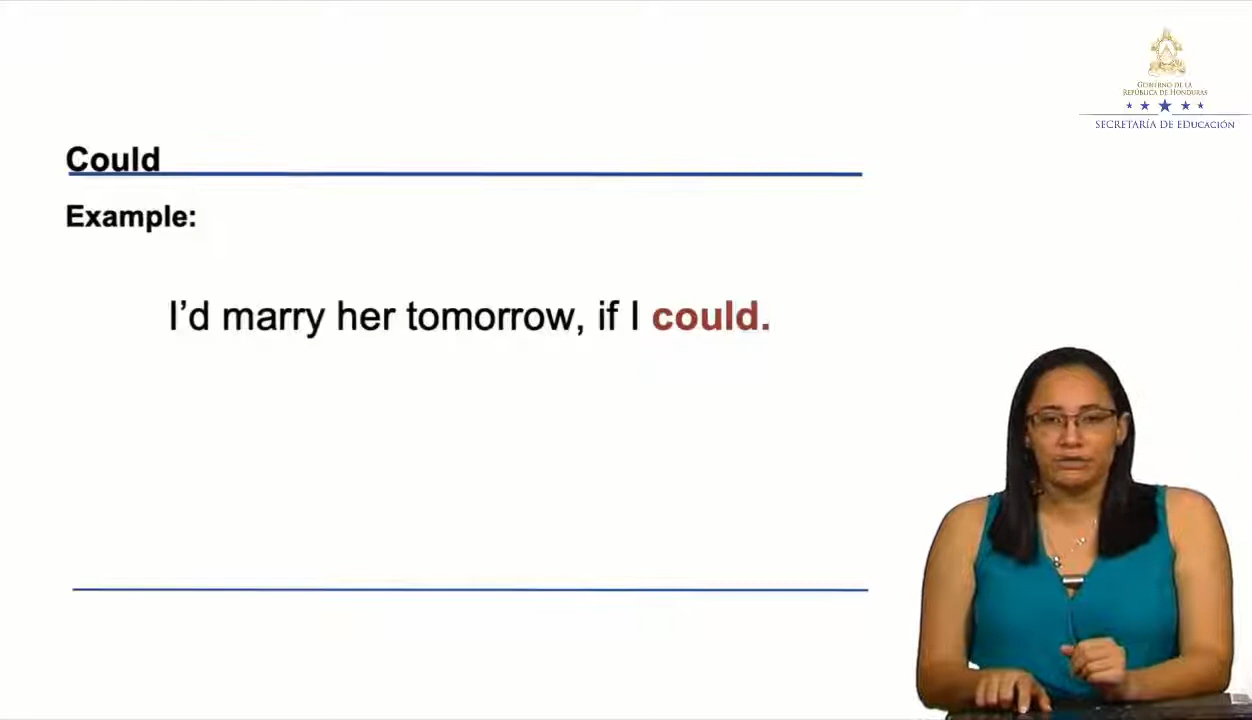 GOBIERNO DE LA
REPÚBLICA DE HONDURAS
SECRETARÍA DE EDUCACIÓN
Could
Example:
I’d marry her tomorrow, if I could.